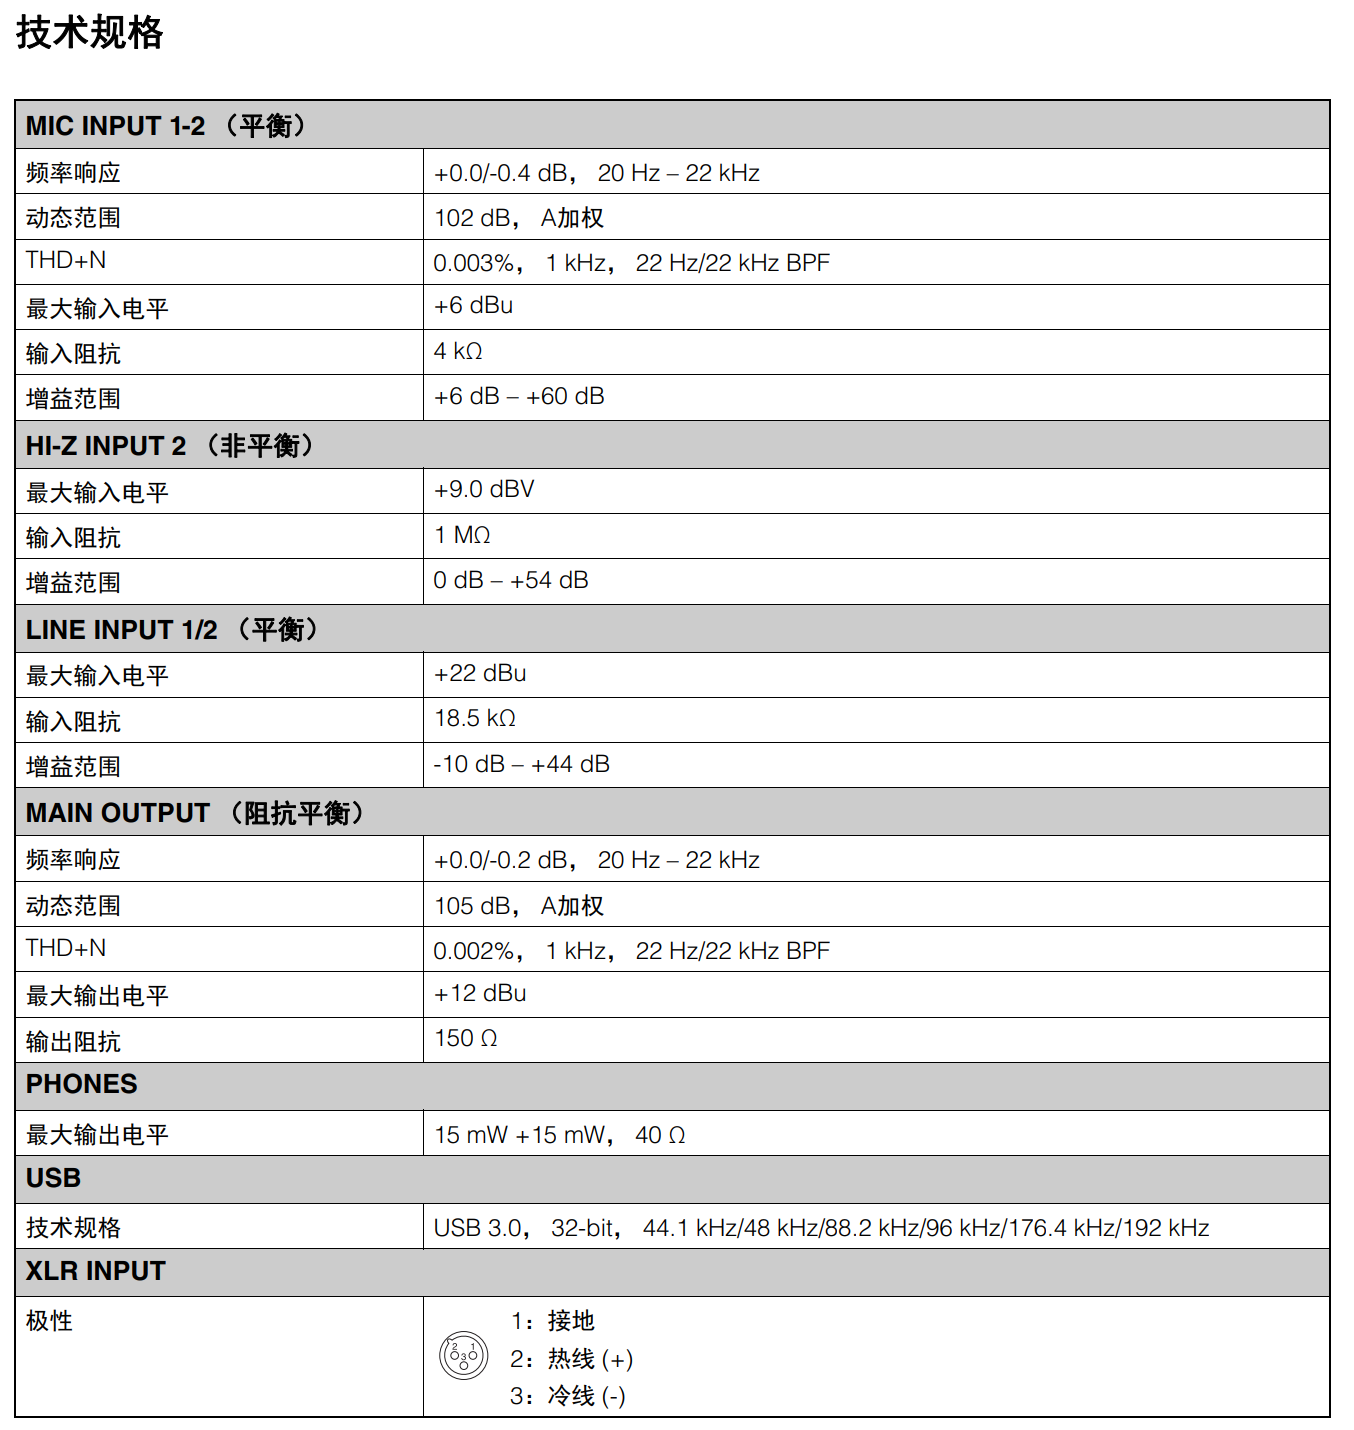 技术规格
MIC INPUT 1-2 （平衡）
频率响应 +0.0/-0.4 dB， 20 Hz – 22 kHz
动态范围 102 dB， A加权
THD+N 0.003%， 1 kHz， 22 Hz/22 kHz BPF
最大输入电平 +6 dBu
输入阻抗 4 kΩ
增益范围 +6 dB – +60 dB
HI-Z INPUT 2 （非平衡）
最大输入电平 +9.0 dBV
输入阻抗 1 MΩ
增益范围 0 dB – +54 dB
LINE INPUT 1/2 （平衡）
最大输入电平 +22 dBu
输入阻抗 18.5 kΩ
增益范围 -10 dB – +44 dB
MAIN OUTPUT （阻抗平衡）
频率响应 +0.0/-0.2 dB， 20 Hz – 22 kHz
动态范围 105 dB， A加权
THD+N 0.002%， 1 kHz， 22 Hz/22 kHz BPF
最大输出电平 +12 dBu
输出阻抗 150 Ω
PHONES
最大输出电平 15 mW +15 mW， 40 Ω
USB
技术规格 USB 3.0， 32-bit， 44.1 kHz/48 kHz/88.2 kHz/96 kHz/176.4 kHz/192 kHz
XLR INPUT
极性 1：接地
2 1
3
2：热线 (+)
3：冷线 (-)